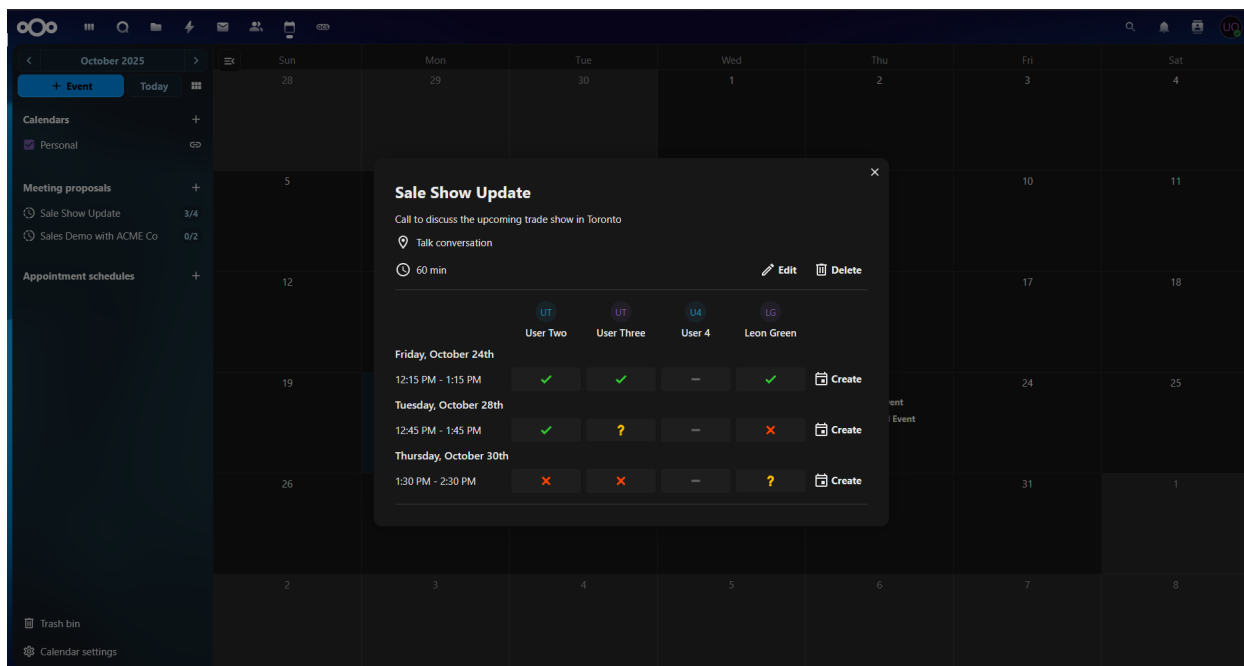 UO
October 2025
Sun Mon Tue Wed Thu Fri Sat
+ Event Today
28 29 30 1 2 3 4
Calendars
Personal
Meeting proposals
5 10 11
Sale Show Update 3/4
Sales Demo with ACME Co 0/2
Appointment schedules
12 17 18
19 24 25
ent
Event
26 31 1
2 3 4 5 6 7 8
Trash bin
Calendar settings
Sale Show Update
Call to discuss the upcoming trade show in Toronto
Talk conversation
60 min Edit Delete
UT UT U4 LG
User Two User Three User 4 Leon Green
Friday, October 24th
12:15 PM - 1:15 PM Create
Tuesday, October 28th
12:45 PM - 1:45 PM ? Create
Thursday, October 30th
1:30 PM - 2:30 PM ? Create